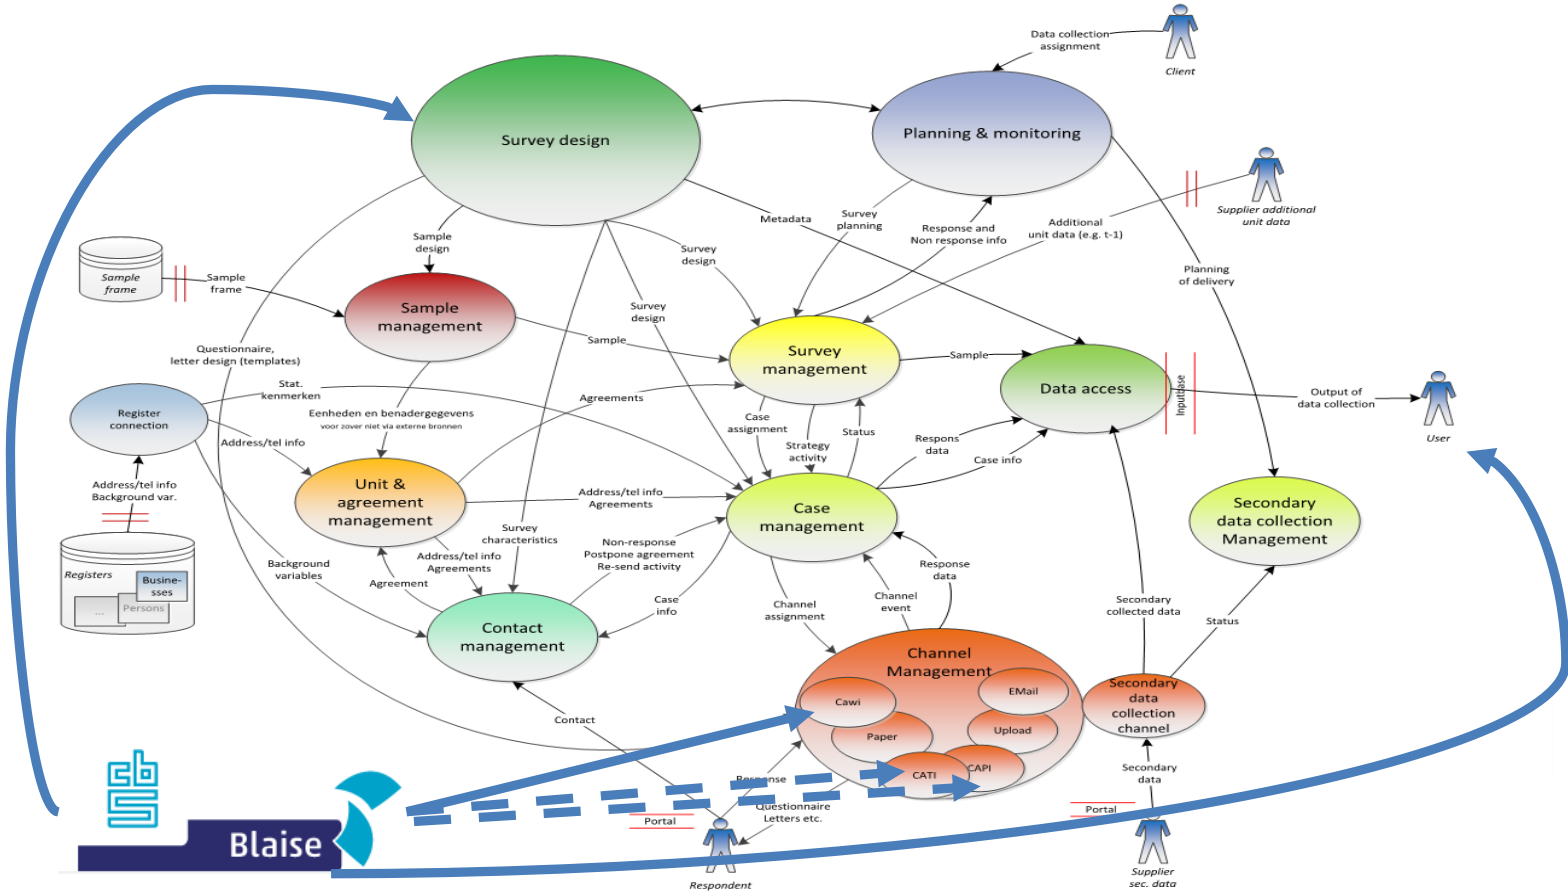 Data collection
assignment
Client
Survey design
Planning & monitoring
Supplier additional
unit data
Metadata
Survey
planning
Response and
Non response info
Additional
unit data (e.g. t-1)
Sample
design
Survey
design
Planning
of delivery
Sample
frame
Sample
frame
Sample
management
Survey
design
Sample
Survey
management
Sample
Data access
Inputbase
Output of
data collection
User
Questionnaire,
letter design (templates)
Stat.
kenmerken
Register
connection
Eenheden en benadergegevens
voor zover niet via externe bronnen
Agreements
Case
assignment
Strategy
activity
Status
Respons
data
Case info
Address/tel info
Address/tel info
Background var.
Unit &
agreement
management
Address/tel info
Agreements
Case
management
Secondary
data collection
Management
Survey
characteristics
Non-response
Postpone agreement
Re-send activity
Address/tel info
Agreements
Agreement
Background
variables
Registers
Busine-
sses
Persons
...
Response
data
Channel
event
Channel
assignment
Case
info
Secondary
collected data
Status
Contact
management
Channel
Management
Cawi
EMail
Paper
Upload
CATI
CAPI
Secondary
data
collection
channel
Contact
Response
Questionnaire
Letters etc.
Portal
Respondent
Secondary
data
Portal
Supplier
sec. data
cbs
Blaise